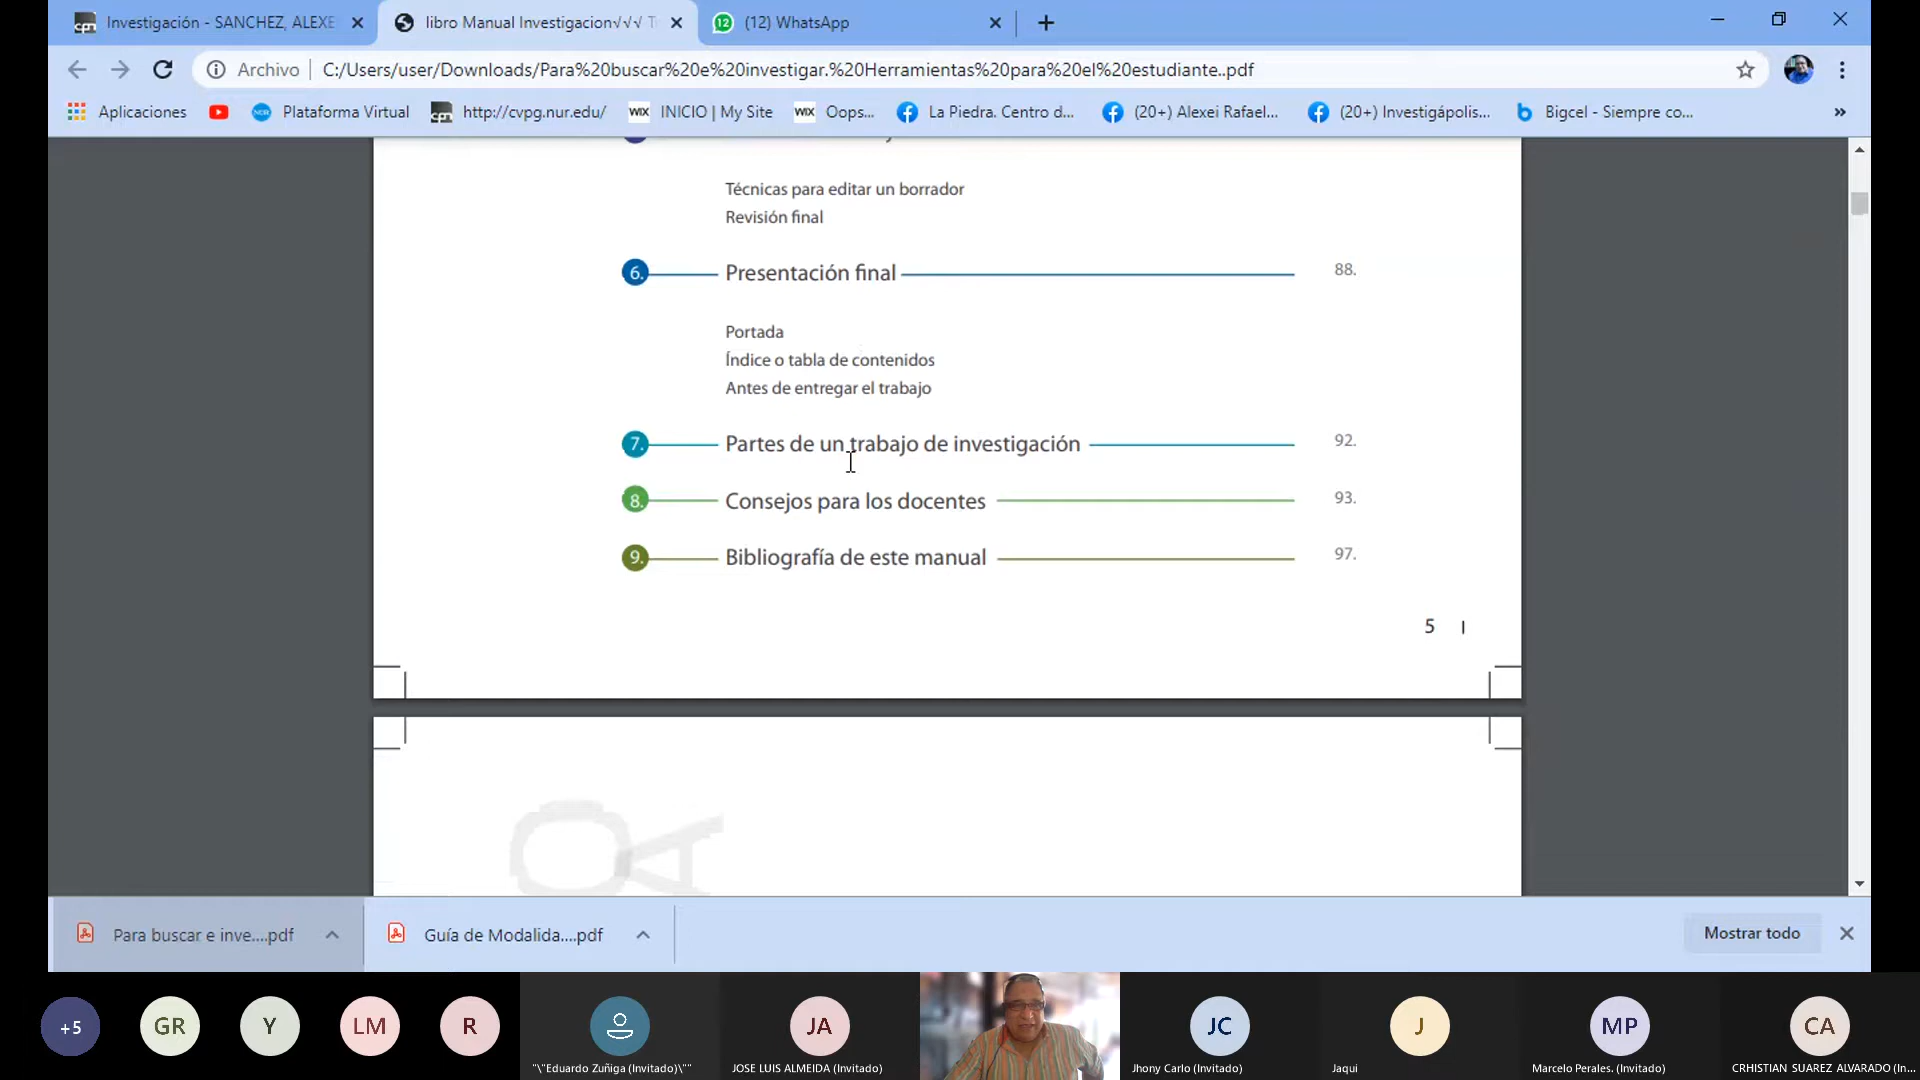 Investigación - SANCHEZ, ALEXE
libro Manual Investigacion√√√ T
12
(12) WhatsApp
Archivo
C:/Users/user/Downloads/Para%20buscar%20e%20investigar.%20Herramientas%20para%20el%20estudiante..pdf
Aplicaciones
Plataforma Virtual
http://cvpg.nur.edu/
WIX
INICIO | My Site
WIX
Oops...
La Piedra. Centro d...
(20+) Alexei Rafael...
(20+) Investigápolis...
Bigcel - Siempre co...
»
Técnicas para editar un borrador
Revisión final
6.
Presentación final
88.
Portada
Índice o tabla de contenidos
Antes de entregar el trabajo
7.
Partes de un trabajo de investigación
92.
8.
Consejos para los docentes
93.
9.
Bibliografía de este manual
97.
5 I
Para buscar e inve....pdf
Guía de Modalida....pdf
Mostrar todo
+5
GR
Y
LM
R
JA
JC
J
MP
CA
"\"Eduardo Zuñiga (Invitado)\""
JOSE LUIS ALMEIDA (Invitado)
Jhony Carlo (Invitado)
Jaqui
Marcelo Perales. (Invitado)
CRHISTIAN SUAREZ ALVARADO (In...